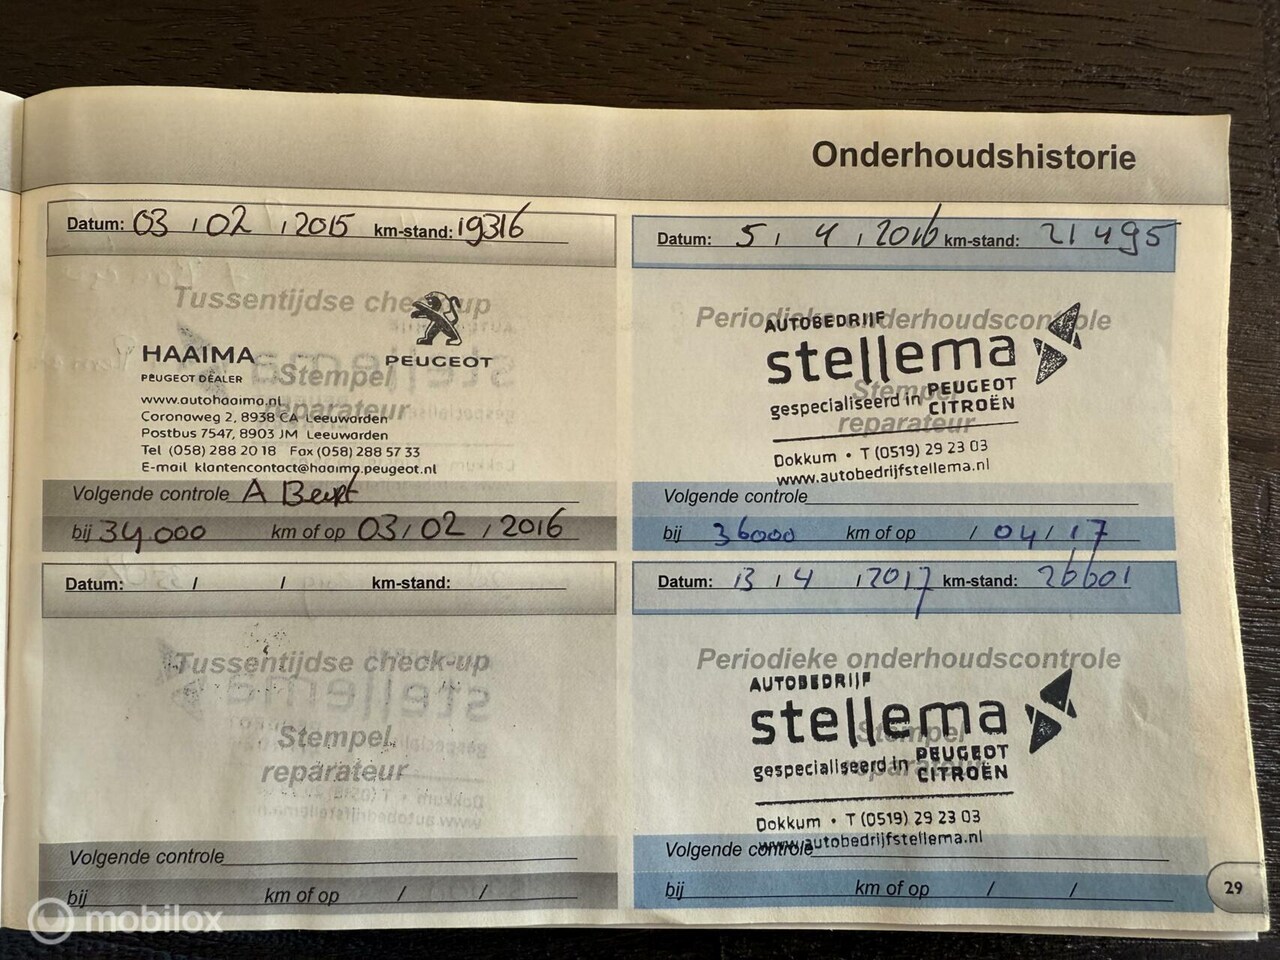 Onderhoudshistorie
Datum: 03 / 02 / 2015 km-stand: 19316
Tussentijdse check-up
PEUGEOT
HAAIMA
PEUGEOT DEALER
Stempel
reparateur
www.autohaaima.nl
Coronaweg 2, 8938 CA Leeuwarden
Postbus 7547, 8903 JM Leeuwarden
Tel (058) 288 20 18 Fax (058) 288 57 33
E-mail klantencontact@haaima.peugeot.nl
Volgende controle A Beurt
bij 34.000 km of op 03 / 02 / 2016
Datum: 5 / 4 / 2016 km-stand: 21495
Periodieke onderhoudscontrole
AUTOBEDRIJF
stellema
Stempel
reparateur
gespecialiseerd in PEUGEOT
CITROËN
Dokkum • T (0519) 29 23 03
www.autobedrijfstellema.nl
Volgende controle
bij 36000 km of op / 04 / 17
Datum: / / km-stand:
Tussentijdse check-up
Stempel
reparateur
Volgende controle
bij km of op / /
Datum: 13 / 4 / 2017 km-stand: 26601
Periodieke onderhoudscontrole
AUTOBEDRIJF
stellema
Stempel
gespecialiseerd in PEUGEOT
CITROËN
Dokkum • T (0519) 29 23 03
www.autobedrijfstellema.nl
Volgende controle
bij km of op / /
29
mobilox